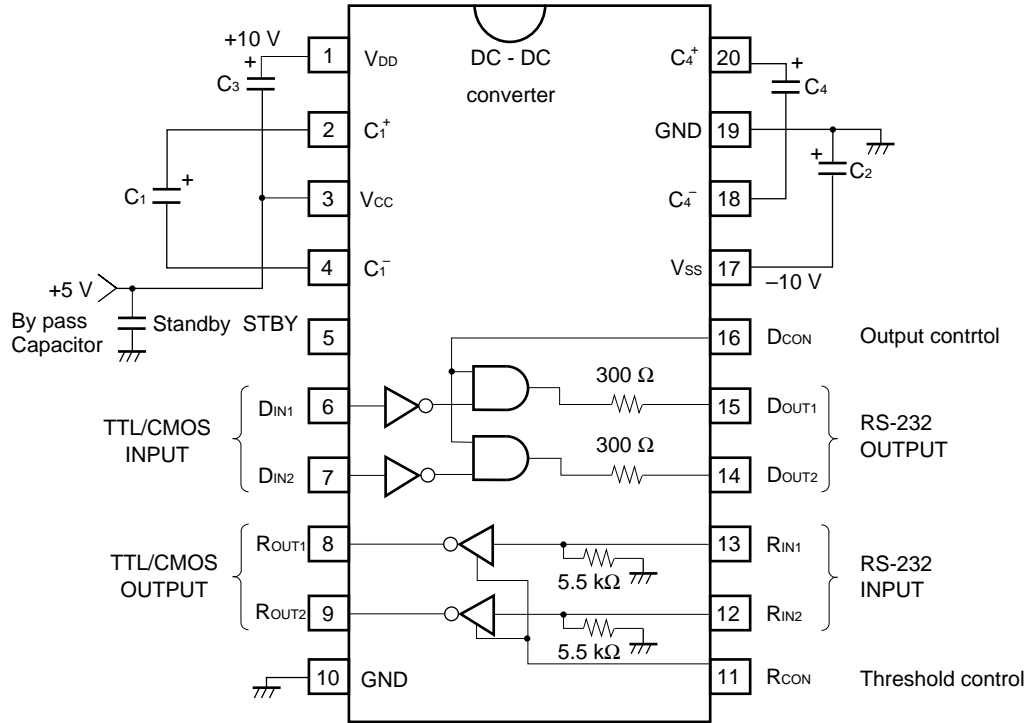 +10 V
1
VDD
DC - DC
converter
C4+
20
+
C4
+
C3
2
C1+
GND
19
C1
+
+
C2
3
VCC
C4−
18
4
C1−
VSS
17
−10 V
+5 V
By pass
Capacitor
Standby
STBY
5
16
DCON
Output contrtol
300 Ω
TTL/CMOS
INPUT
DIN1
6
15
DOUT1
RS-232
OUTPUT
300 Ω
DIN2
7
14
DOUT2
TTL/CMOS
OUTPUT
ROUT1
8
13
RIN1
RS-232
INPUT
5.5 kΩ
ROUT2
9
12
RIN2
5.5 kΩ
10
GND
11
RCON
Threshold control